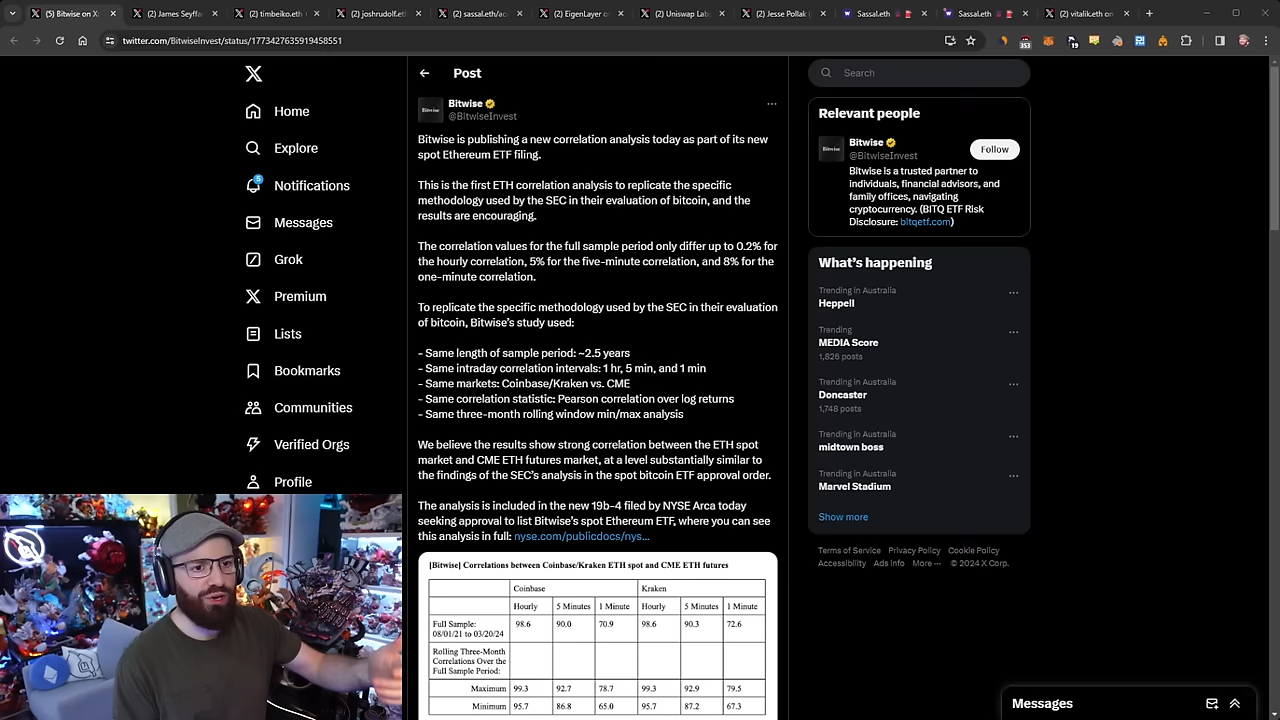 (5) Bitwise on X:
(2) James Seyffa
(2) timbeiko.eth
(2) joshrudolf.eth
(2) sassal.eth/ac
(2) EigenLayer o
(2) Uniswap Lab
(2) Jesse Pollak
Sassal.eth
Sassal.eth
(2) vitalik.eth on
twitter.com/BitwiseInvest/status/1773427635919458551
353
19
Home
Explore
5
Notifications
Messages
Grok
Premium
Lists
Bookmarks
Communities
Verified Orgs
Profile
Post
Bitwise
@BitwiseInvest
Bitwise is publishing a new correlation analysis today as part of its new
spot Ethereum ETF filing.
This is the first ETH correlation analysis to replicate the specific
methodology used by the SEC in their evaluation of bitcoin, and the
results are encouraging.
The correlation values for the full sample period only differ up to 0.2% for
the hourly correlation, 5% for the five-minute correlation, and 8% for the
one-minute correlation.
To replicate the specific methodology used by the SEC in their evaluation
of bitcoin, Bitwise's study used:
- Same length of sample period: ~2.5 years
- Same intraday correlation intervals: 1 hr, 5 min, and 1 min
- Same markets: Coinbase/Kraken vs. CME
- Same correlation statistic: Pearson correlation over log returns
- Same three-month rolling window min/max analysis
We believe the results show strong correlation between the ETH spot
market and CME ETH futures market, at a level substantially similar to
the findings of the SEC's analysis in the spot bitcoin ETF approval order.
The analysis is included in the new 19b-4 filed by NYSE Arca today
seeking approval to list Bitwise's spot Ethereum ETF, where you can see
this analysis in full: nyse.com/publicdocs/nys...
[Bitwise] Correlations between Coinbase/Kraken ETH spot and CME ETH futures
Coinbase Kraken
Hourly 5 Minutes 1 Minute Hourly 5 Minutes 1 Minute
Full Sample: 98.6 90.0 70.9 98.6 90.3 72.6
08/01/21 to 03/20/24
Rolling Three-Month
Correlations Over the
Full Sample Period:
Maximum 99.3 92.7 78.7 99.3 92.9 79.5
Minimum 95.7 86.8 65.0 95.7 87.2 67.3
Search
Relevant people
Bitwise
@BitwiseInvest
Follow
Bitwise is a trusted partner to
individuals, financial advisors, and
family offices, navigating
cryptocurrency. (BITQ ETF Risk
Disclosure: bitqetf.com)
What's happening
Trending in Australia
Heppell
Trending
MEDIA Score
1,826 posts
Trending in Australia
Doncaster
1,748 posts
Trending in Australia
midtown boss
Trending in Australia
Marvel Stadium
Show more
Terms of Service Privacy Policy Cookie Policy
Accessibility Ads info More ... © 2024 X Corp.
Messages